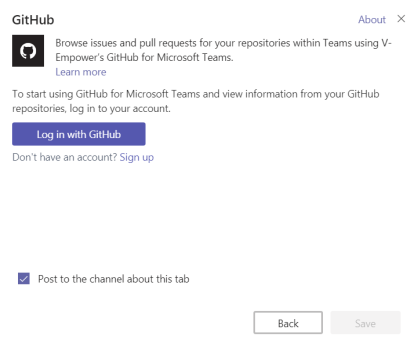 GitHub
About
Browse issues and pull requests for your repositories within Teams using V-
Empower's GitHub for Microsoft Teams.
Learn more
To start using GitHub for Microsoft Teams and view information from your GitHub
repositories, log in to your account.
Log in with GitHub
Don't have an account? Sign up
Post to the channel about this tab
Back
Save